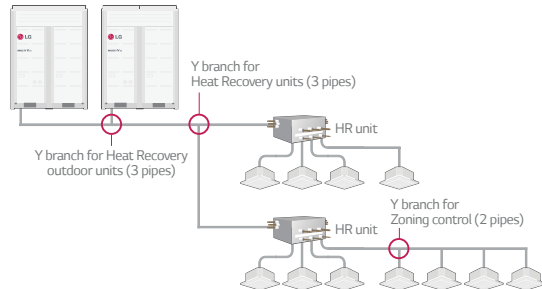 LG
LG
Y branch for
Heat Recovery units (3 pipes)
HR unit
Y branch for Heat Recovery
outdoor units (3 pipes)
Y branch for
Zoning control (2 pipes)
HR unit